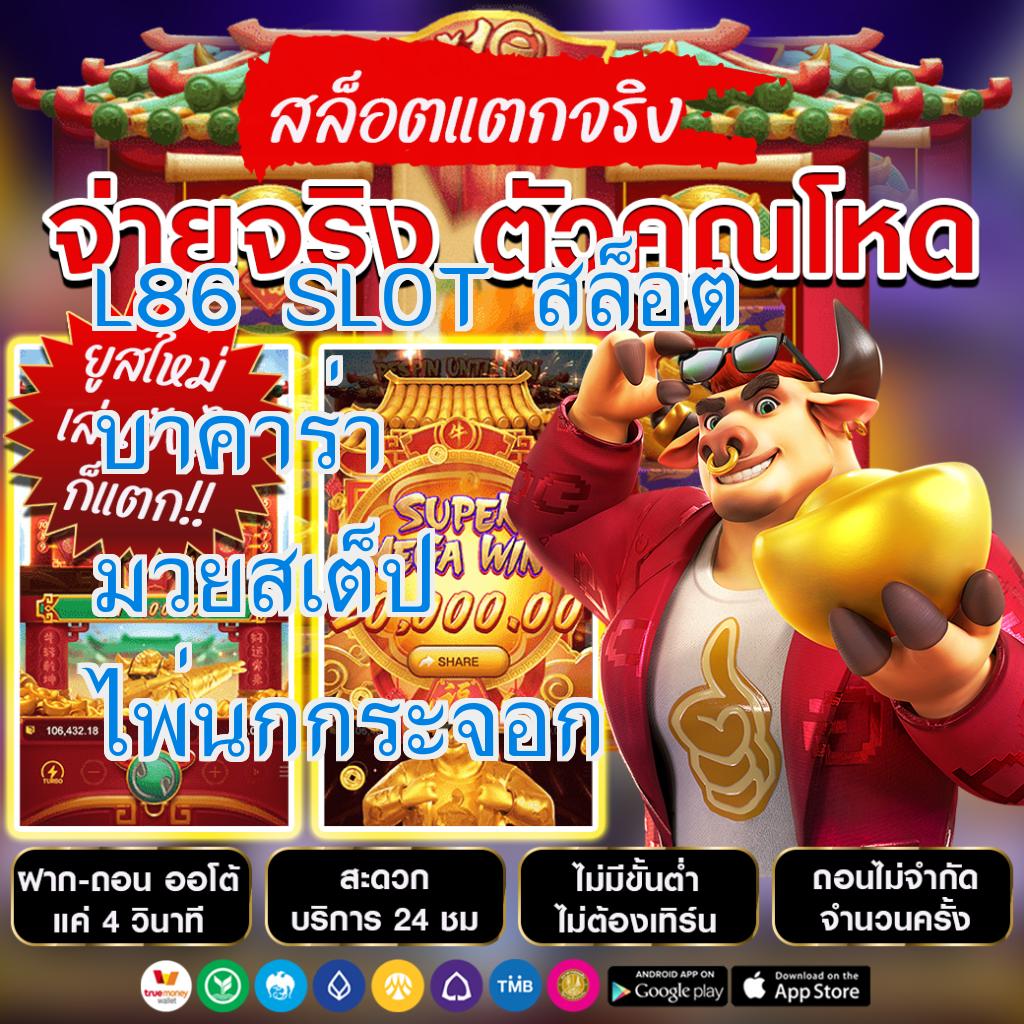 สล็อตแตกจริง
จ่ายจริง ตัวคูณโหด
L86 SLOT สล็อต
ยูสใหม่
บาคาร่า
ก็แตก!!
SUPER
MEGA WIN
มวยสเต็ป
SHARE
ไพ่นกกระจอก
106,432.18
TURBO
ฝาก-ถอน ออโต้
แค่ 4 วินาที
สะดวก
บริการ 24 ชม
ไม่มีขั้นต่ำ
ไม่ต้องเทิร์น
ถอนไม่จำกัด
จำนวนครั้ง
truemoney
wallet
TMB
ANDROID APP ON
Google play
Download on the
App Store